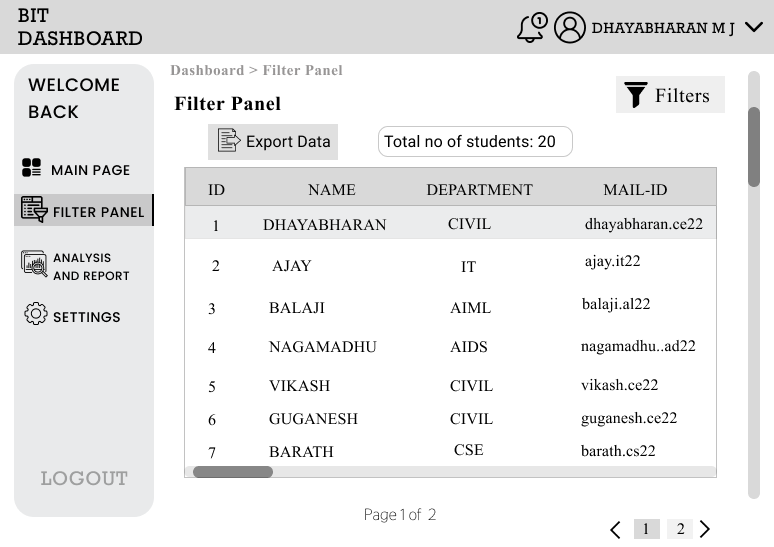 BIT
DASHBOARD
1
DHAYABHARAN M J
WELCOME
BACK
MAIN PAGE
FILTER PANEL
ANALYSIS
AND REPORT
SETTINGS
LOGOUT
Dashboard > Filter Panel
Filter Panel
Filters
Export Data
Total no of students: 20
ID NAME DEPARTMENT MAIL-ID
1 DHAYABHARAN CIVIL dhayabharan.ce22
2 AJAY IT ajay.it22
3 BALAJI AIML balaji.al22
4 NAGAMADHU AIDS nagamadhu..ad22
5 VIKASH CIVIL vikash.ce22
6 GUGANESH CIVIL guganesh.ce22
7 BARATH CSE barath.cs22
Page 1 of 2
< 1 2 >